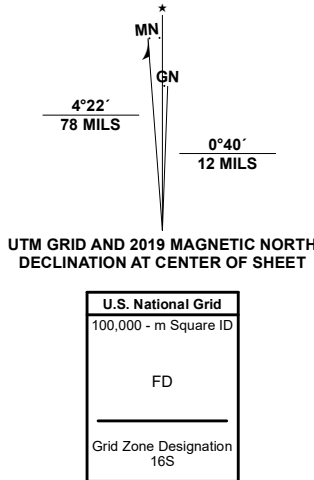 MN
GN
4°22´
78 MILS
0°40´
12 MILS
UTM GRID AND 2019 MAGNETIC NORTH
DECLINATION AT CENTER OF SHEET
U.S. National Grid
100,000 - m Square ID
FD
Grid Zone Designation
16S